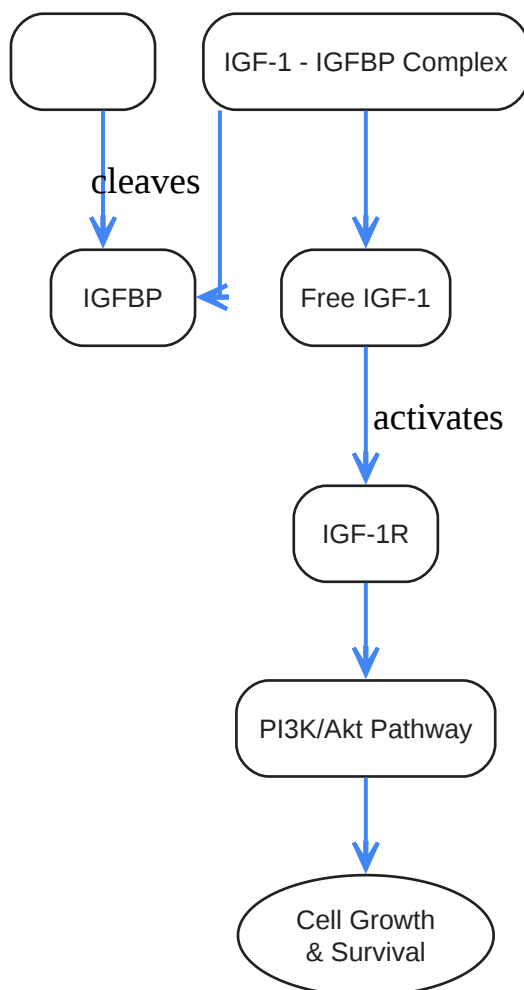 IGF-1 - IGFBP Complex
cleaves
IGFBP
Free IGF-1
activates
IGF-1R
PI3K/Akt Pathway
Cell Growth
& Survival